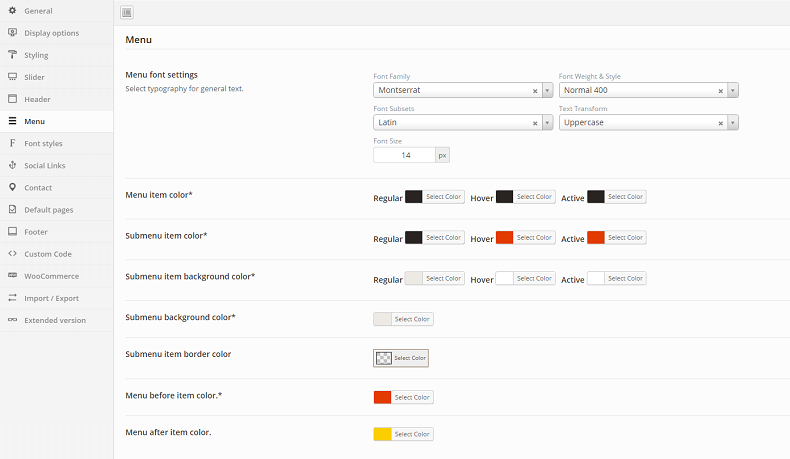 General
Display options
Styling
Slider
Header
Menu
Font styles
Social Links
Contact
Default pages
Footer
Custom Code
WooCommerce
Import / Export
Extended version
Menu
Menu font settings
Select typography for general text.
Font Family
Font Weight & Style
Montserrat
Normal 400
Font Subsets
Text Transform
Latin
Uppercase
Font Size
14 px
Menu item color*
Regular Select Color Hover Select Color Active Select Color
Submenu item color*
Regular Select Color Hover Select Color Active Select Color
Submenu item background color*
Regular Select Color Hover Select Color Active Select Color
Submenu background color*
Select Color
Submenu item border color
Select Color
Menu before item color.*
Select Color
Menu after item color.
Select Color